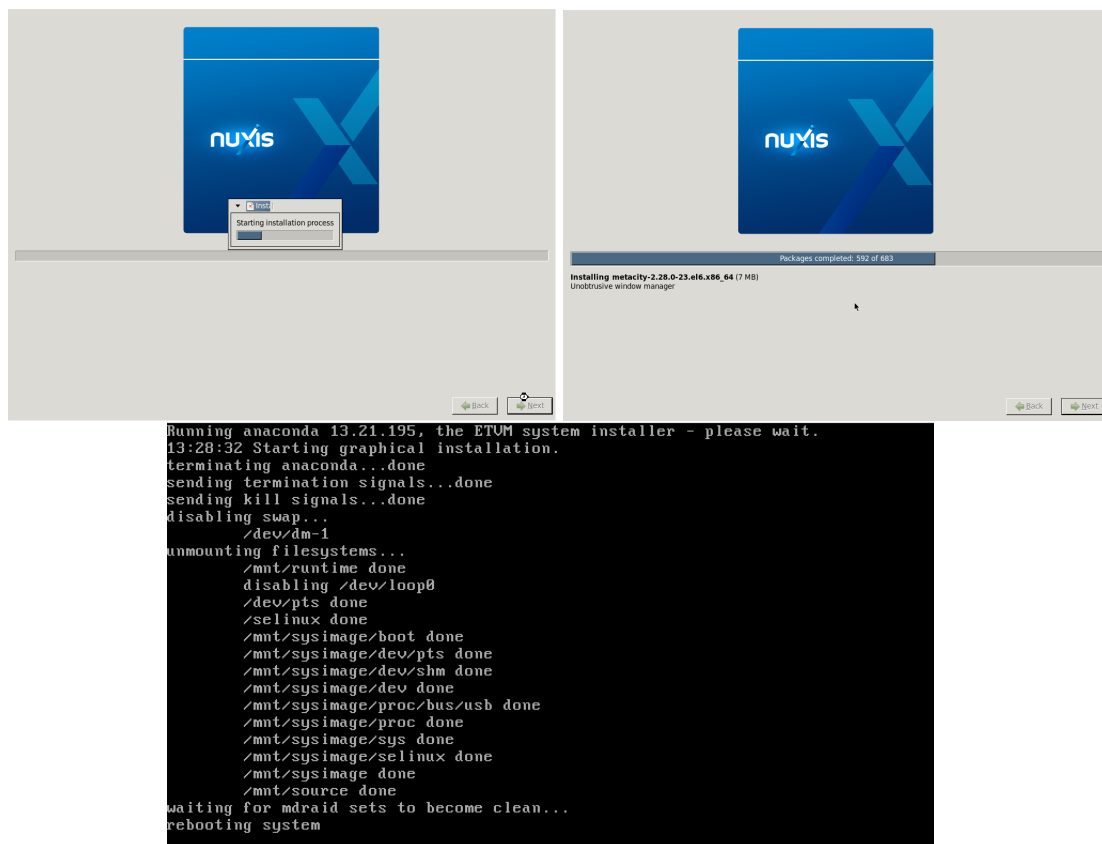 nuxis
Insta
Starting installation process
Back
Next
nuxis
Packages completed: 592 of 683
Installing metacity-2.28.0-23.el6.x86_64 (7 MB)
Unobtrusive window manager
Back
Next
Running anaconda 13.21.195, the ETVM system installer - please wait.
13:28:32 Starting graphical installation.
terminating anaconda...done
sending termination signals...done
sending kill signals...done
disabling swap...
/dev/dm-1
unmounting filesystems...
/mnt/runtime done
disabling /dev/loop0
/dev/pts done
/selinux done
/mnt/sysimage/boot done
/mnt/sysimage/dev/pts done
/mnt/sysimage/dev/shm done
/mnt/sysimage/dev done
/mnt/sysimage/proc/bus/usb done
/mnt/sysimage/proc done
/mnt/sysimage/sys done
/mnt/sysimage/selinux done
/mnt/sysimage done
/mnt/source done
waiting for mdraid sets to become clean...
rebooting system